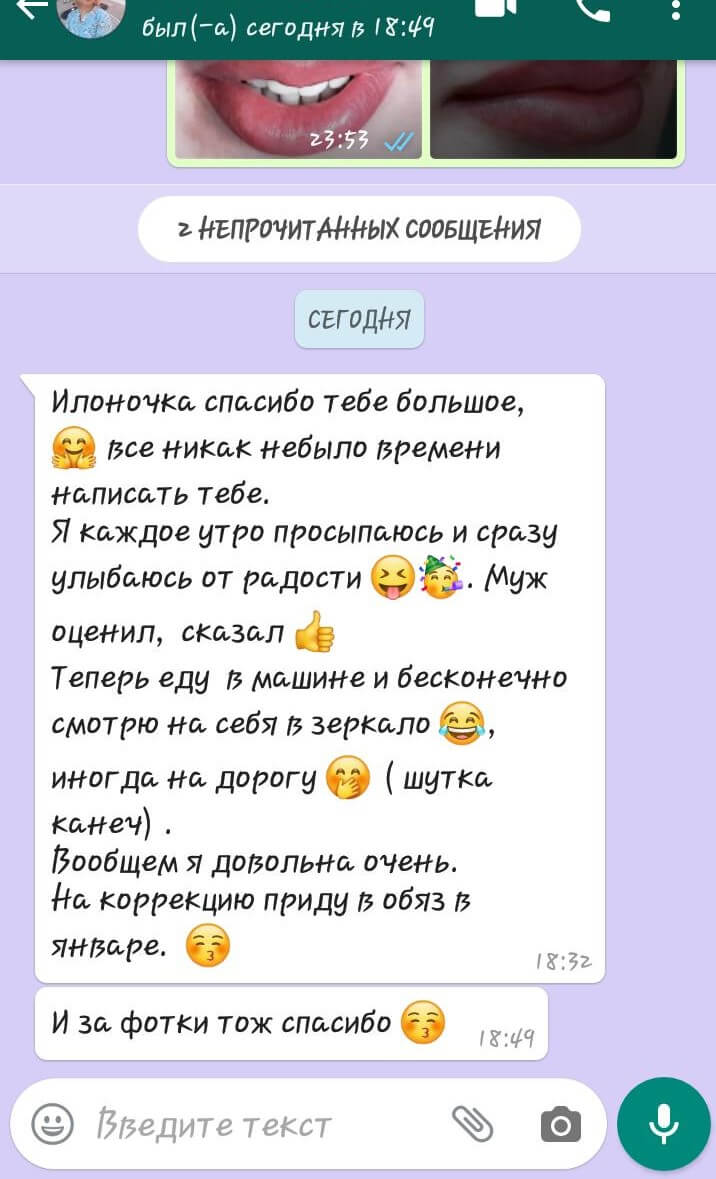 был(-а) сегодня в 18:49
23:53
2 НЕПРОЧИТАННЫХ СООБЩЕНИЯ
СЕГОДНЯ
Илоночка спасибо тебе большое,
🤗 все никак небыло времени
написать тебе.
Я каждое утро просыпаюсь и сразу
улыбаюсь от радости 😝🥳. Муж
оценил, сказал 👍
Теперь еду в машине и бесконечно
смотрю на себя в зеркало 😂,
иногда на дорогу 🤭 ( шутка
канеч) .
Вообщем я довольна очень.
На коррекцию приду в обяз в
январе. 😚
18:32
И за фотки тож спасибо 😚
18:49
Введите текст